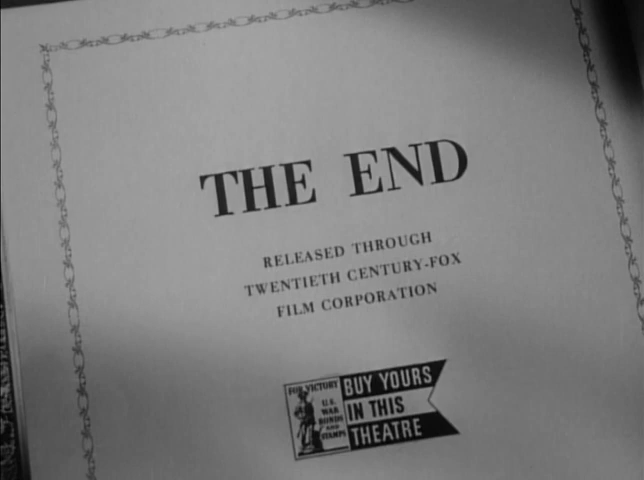 THE END
RELEASED THROUGH
TWENTIETH CENTURY-FOX
FILM CORPORATION
FOR VICTORY
U.S.
WAR
BONDS
AND
STAMPS
BUY YOURS
IN THIS
THEATRE